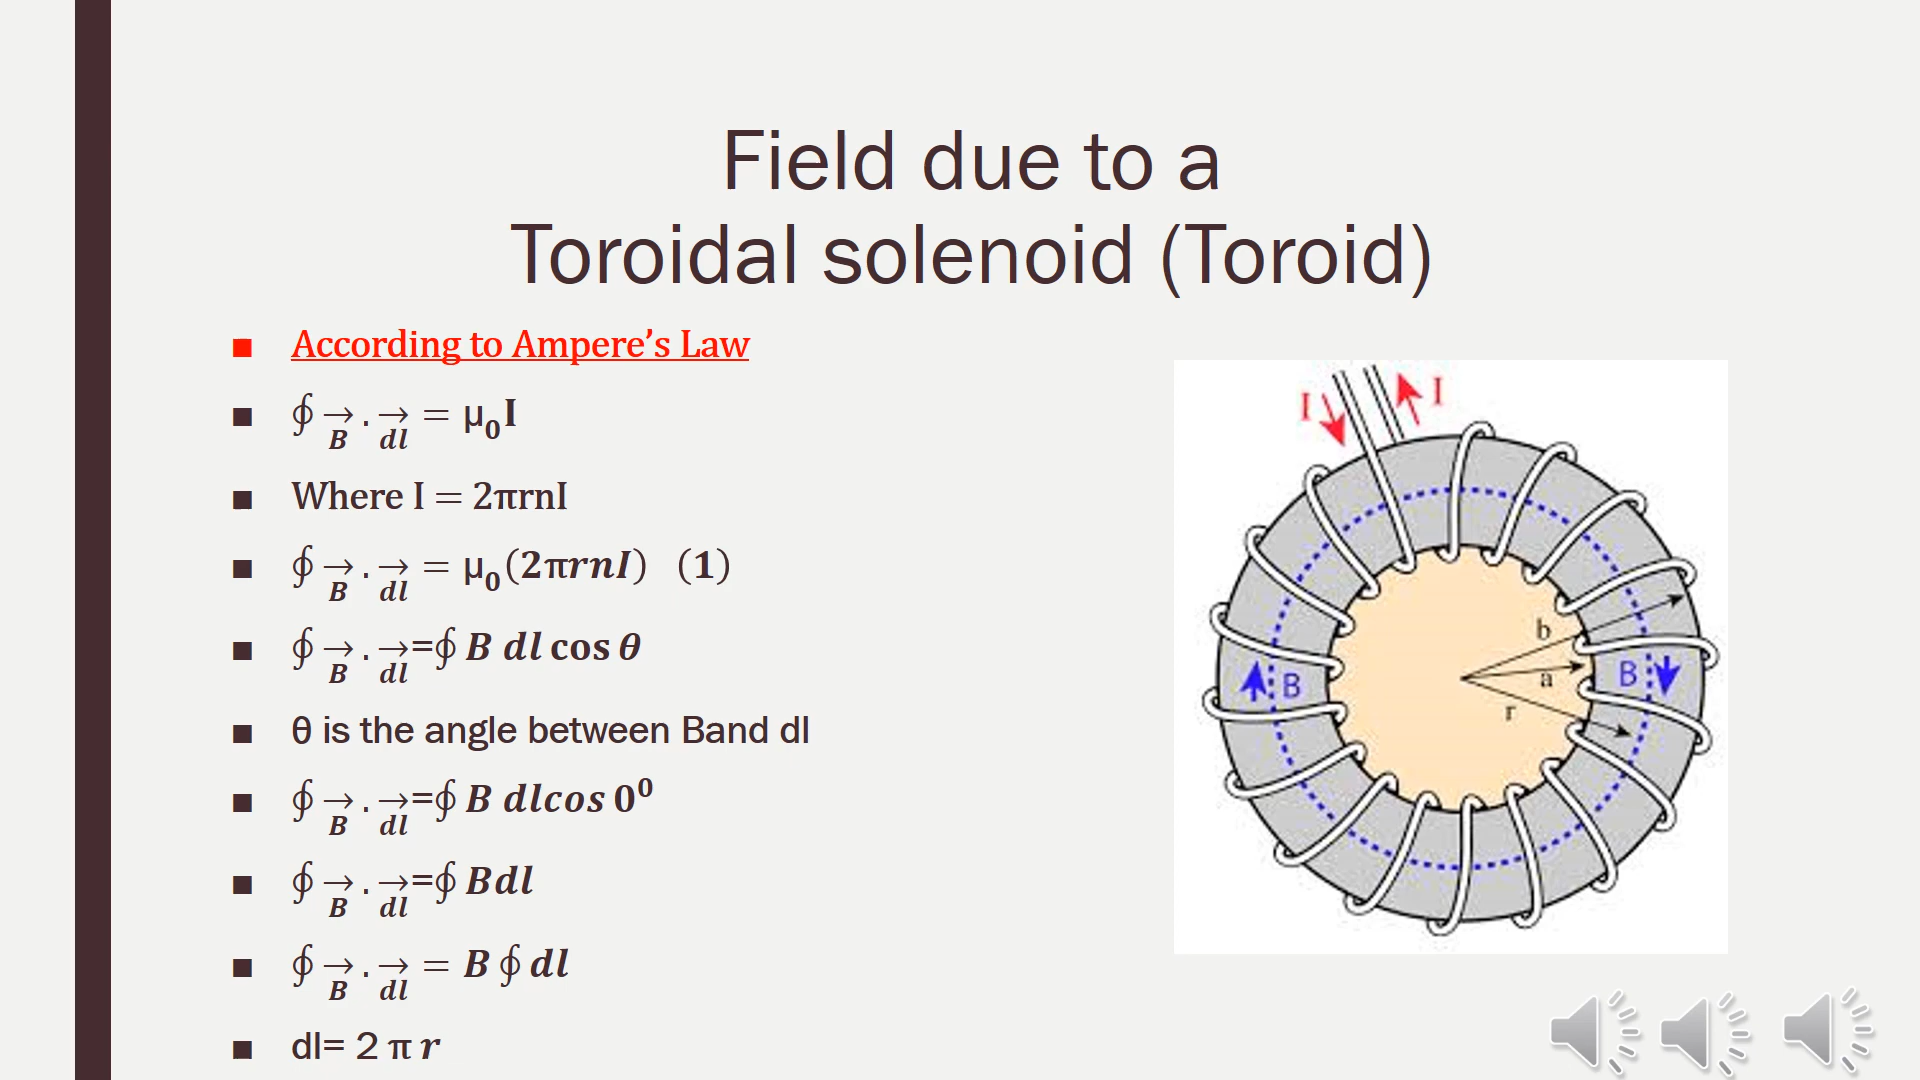 Field due to a
Toroidal solenoid (Toroid)
■ According to Ampere’s Law
■ ∮ →B . →dl = μ₀I
■ Where I = 2πrnI
■ ∮ →B . →dl = μ₀(2πrnI) (1)
■ ∮ →B . →dl=∮ B dl cos θ
■ θ is the angle between Band dl
■ ∮ →B . →dl=∮ B dlcos 0⁰
■ ∮ →B . →dl=∮ Bdl
■ ∮ →B . →dl = B ∮ dl
■ dl= 2 π r
I I
b
a
r
B B